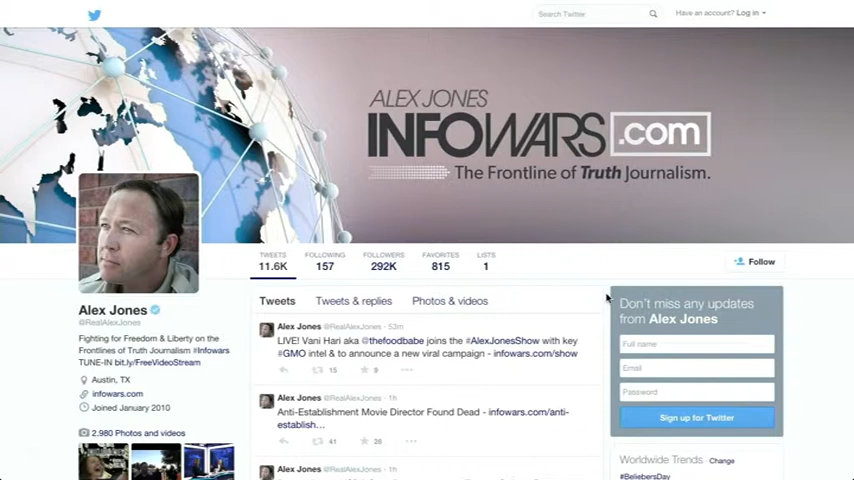 Search Twitter
Have an account? Log in
ALEX JONES
INFOWARS.com
The Frontline of Truth Journalism.
TWEETS FOLLOWING FOLLOWERS FAVORITES LISTS
11.6K 157 292K 815 1
Follow
Alex Jones
@RealAlexJones
Fighting for Freedom & Liberty on the
Frontlines of Truth Journalism #Infowars
TUNE-IN bit.ly/FreeVideoStream
Austin, TX
infowars.com
Joined January 2010
2,980 Photos and videos
Tweets Tweets & replies Photos & videos
Alex Jones @RealAlexJones · 53m
LIVE! Vani Hari aka @thefoodbabe joins the #AlexJonesShow with key
#GMO intel & to announce a new viral campaign - infowars.com/show
15 9
Alex Jones @RealAlexJones · 1h
Anti-Establishment Movie Director Found Dead - infowars.com/anti-
establish…
41 26
Alex Jones @RealAlexJones · 1h
Don't miss any updates
from Alex Jones
Full name
Email
Password
Sign up for Twitter
Worldwide Trends · Change
#BeliebersDay